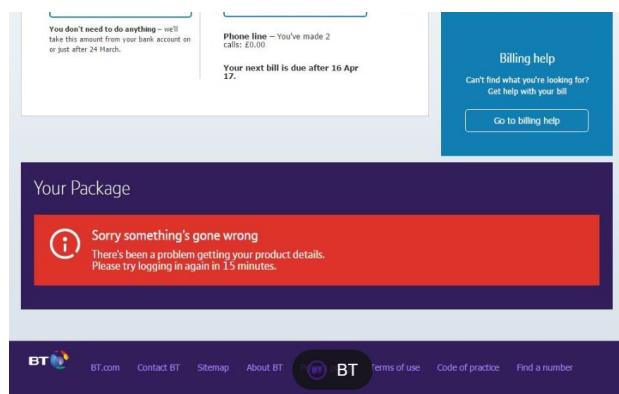 You don't need to do anything – we'll
take this amount from your bank account on
or just after 24 March.
Phone line – You've made 2
calls: £0.00
Your next bill is due after 16 Apr
17.
Billing help
Can't find what you're looking for?
Get help with your bill
Go to billing help
Your Package
Sorry something's gone wrong
There's been a problem getting your product details.
Please try logging in again in 15 minutes.
BT BT.com Contact BT Sitemap About BT BT BT Terms of use Code of practice Find a number